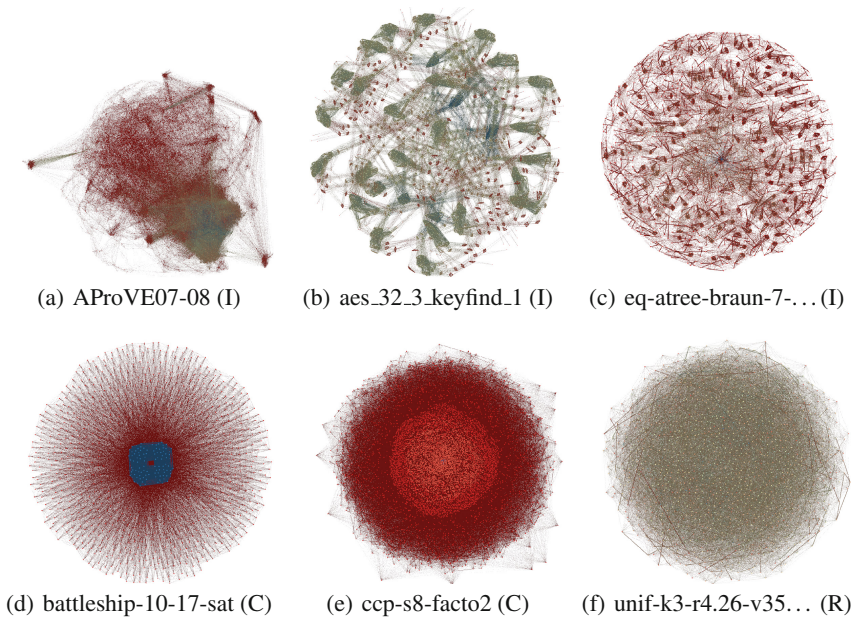 (a) AProVE07-08 (I)
(b) aes_32_3_keyfind_1 (I)
(c) eq-atree-braun-7-... (I)
(d) battleship-10-17-sat (C)
(e) ccp-s8-facto2 (C)
(f) unif-k3-r4.26-v35... (R)